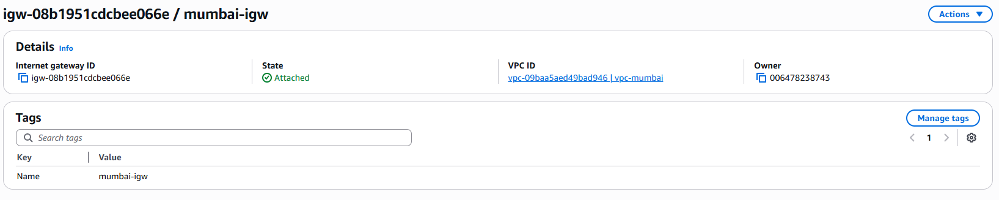 igw-08b1951cdcbee066e / mumbai-igw
Actions
Details Info
Internet gateway ID
igw-08b1951cdcbee066e
State
Attached
VPC ID
vpc-09baa5aed49bad946 | vpc-mumbai
Owner
006478238743
Tags
Manage tags
Search tags
1
Key Value
Name mumbai-igw